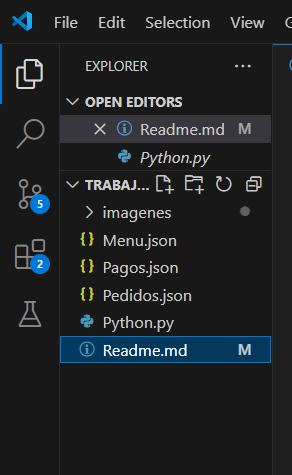 File Edit Selection View
EXPLORER ...
OPEN EDITORS
Readme.md M
Python.py
TRABAJ...
imagenes
{} Menu.json
{} Pagos.json
5
{} Pedidos.json
2
Python.py
Readme.md M